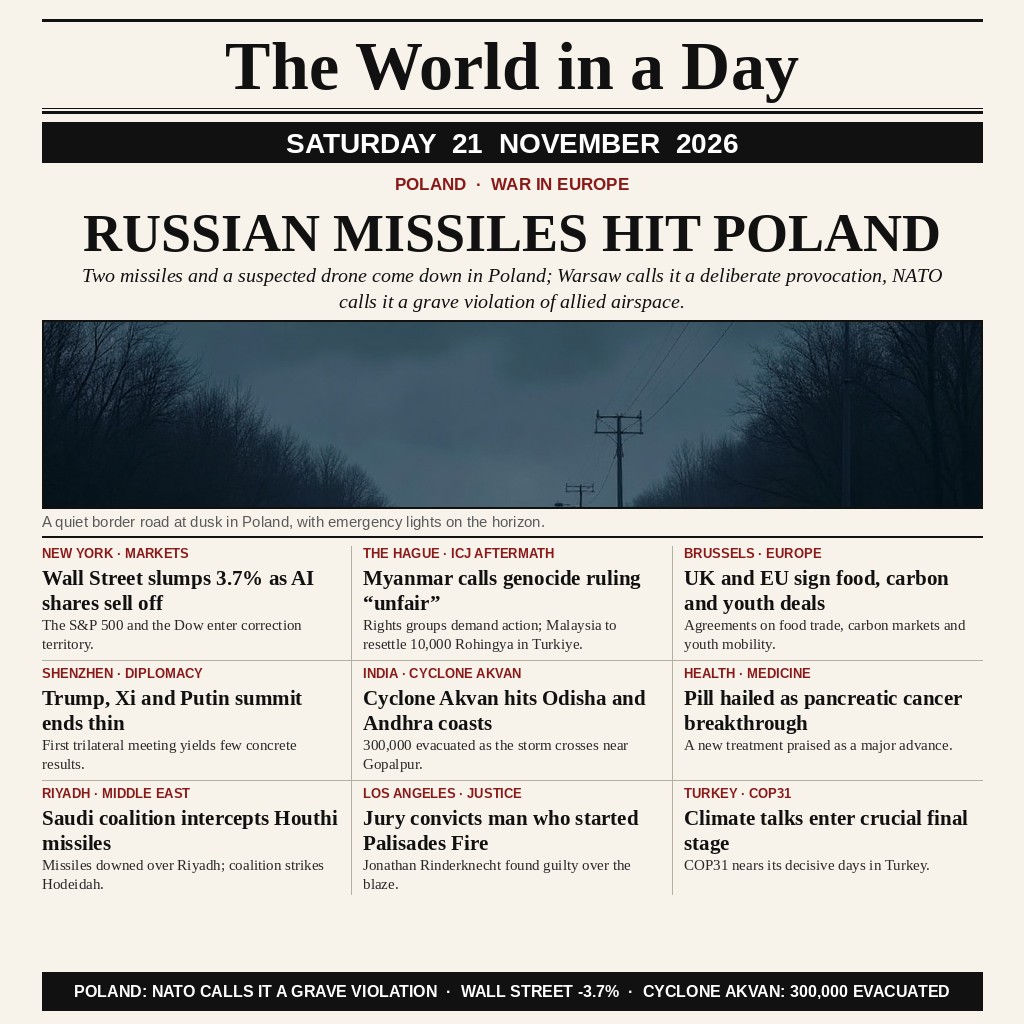 The World in a Day
SATURDAY 21 NOVEMBER 2026
POLAND · WAR IN EUROPE
RUSSIAN MISSILES HIT POLAND
Two missiles and a suspected drone come down in Poland; Warsaw calls it a deliberate provocation, NATO
calls it a grave violation of allied airspace.
A quiet border road at dusk in Poland, with emergency lights on the horizon.
NEW YORK · MARKETS
Wall Street slumps 3.7% as AI
shares sell off
The S&P 500 and the Dow enter correction
territory.
THE HAGUE · ICJ AFTERMATH
Myanmar calls genocide ruling
“unfair”
Rights groups demand action; Malaysia to
resettle 10,000 Rohingya in Turkiye.
BRUSSELS · EUROPE
UK and EU sign food, carbon
and youth deals
Agreements on food trade, carbon markets and
youth mobility.
SHENZHEN · DIPLOMACY
Trump, Xi and Putin summit
ends thin
First trilateral meeting yields few concrete
results.
INDIA · CYCLONE AKVAN
Cyclone Akvan hits Odisha and
Andhra coasts
300,000 evacuated as the storm crosses near
Gopalpur.
HEALTH · MEDICINE
Pill hailed as pancreatic cancer
breakthrough
A new treatment praised as a major advance.
RIYADH · MIDDLE EAST
Saudi coalition intercepts Houthi
missiles
Missiles downed over Riyadh; coalition strikes
Hodeidah.
LOS ANGELES · JUSTICE
Jury convicts man who started
Palisades Fire
Jonathan Rinderknecht found guilty over the
blaze.
TURKEY · COP31
Climate talks enter crucial final
stage
COP31 nears its decisive days in Turkey.
POLAND: NATO CALLS IT A GRAVE VIOLATION · WALL STREET -3.7% · CYCLONE AKVAN: 300,000 EVACUATED